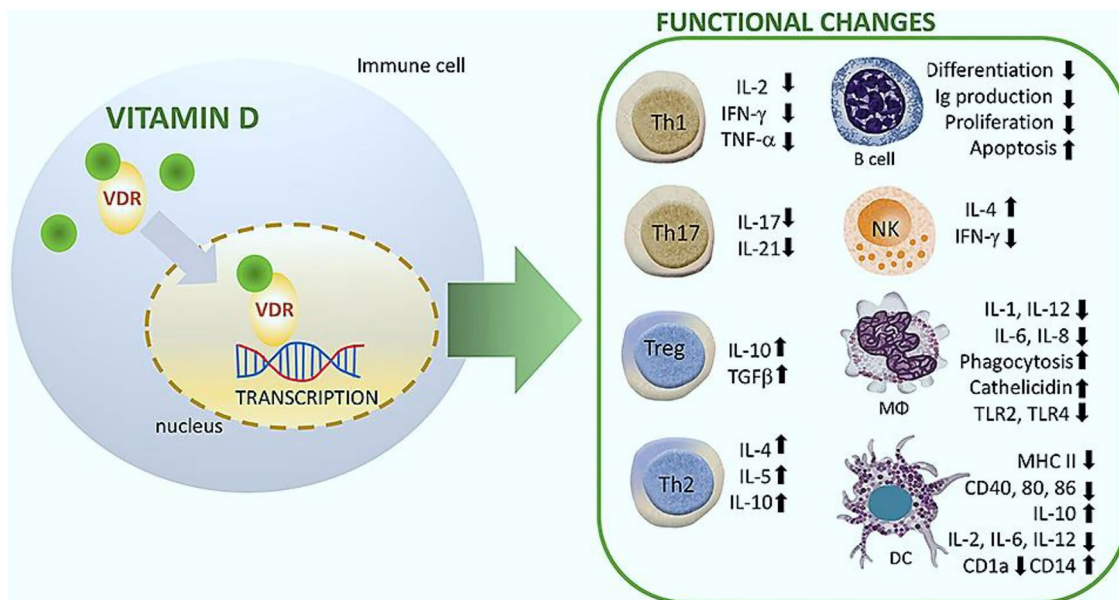 FUNCTIONAL CHANGES
Immune cell
VITAMIN D
VDR
VDR
TRANSCRIPTION
nucleus
Th1
IL-2 ⬇
IFN-γ ⬇
TNF-α ⬇
Th17
IL-17⬇
IL-21⬇
Treg
IL-10⬆
TGFβ⬆
Th2
IL-4⬆
IL-5⬆
IL-10⬆
B cell
Differentiation ⬇
Ig production ⬇
Proliferation ⬇
Apoptosis ⬆
NK
IL-4 ⬆
IFN-γ ⬇
MΦ
IL-1, IL-12⬇
IL-6, IL-8⬇
Phagocytosis⬆
Cathelicidin⬆
TLR2, TLR4⬇
DC
MHC II⬇
CD40, 80, 86⬇
IL-10⬆
IL-2, IL-6, IL-12⬇
CD1a⬇CD14⬆